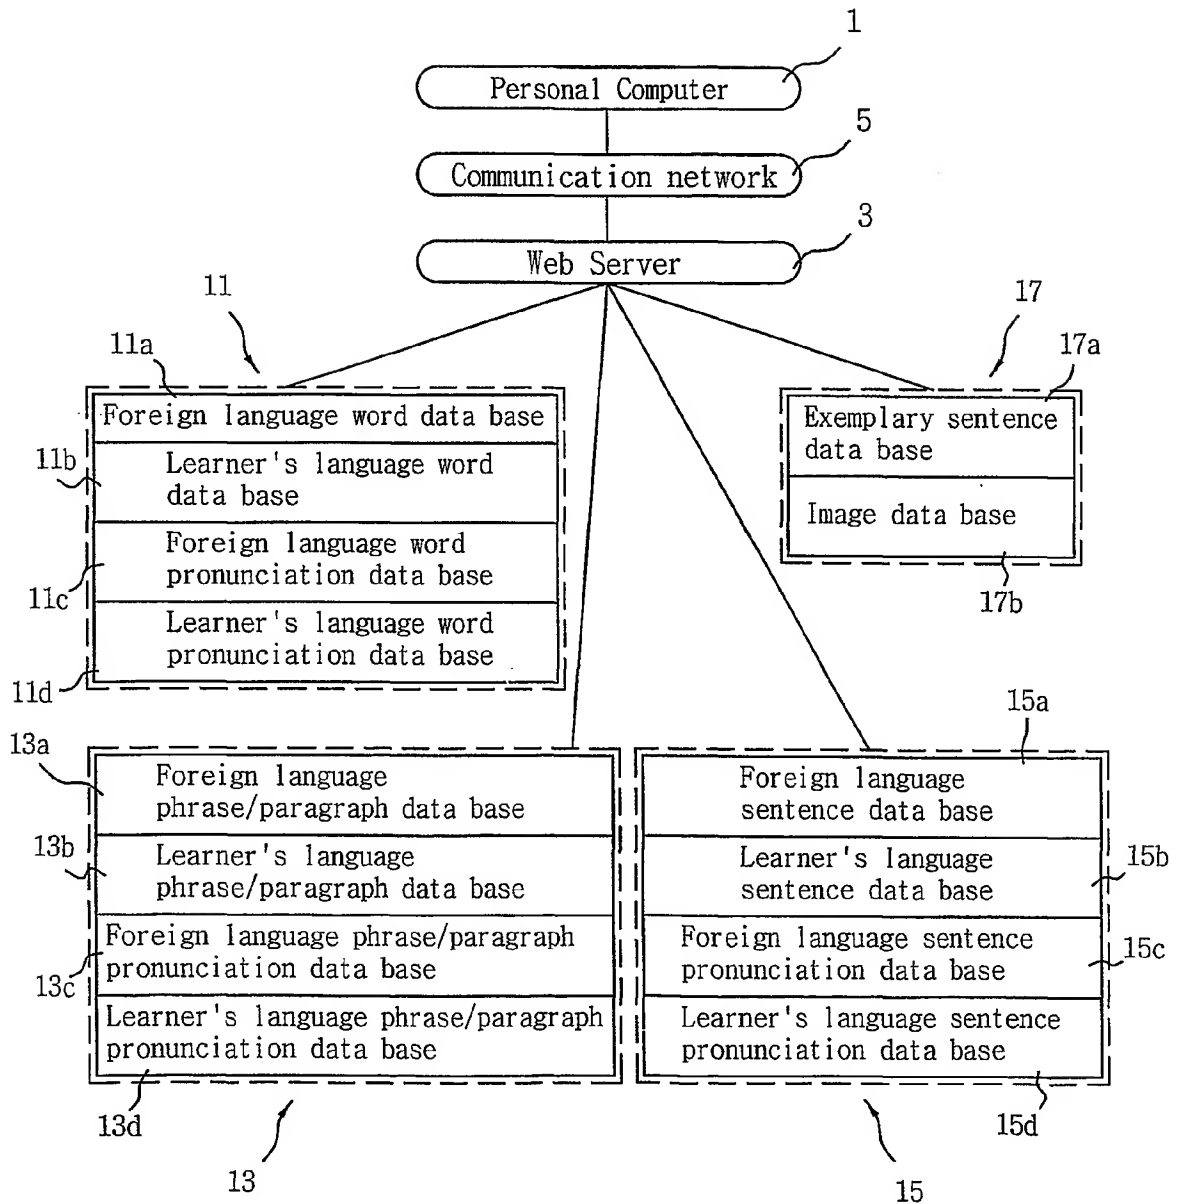 1
Personal Computer
5
Communication network
3
Web Server
11
11a
Foreign language word data base
11b
Learner's language word
data base
Foreign language word
pronunciation data base
11c
Learner's language word
pronunciation data base
11d
17
17a
Exemplary sentence
data base
Image data base
17b
13a
Foreign language
phrase/paragraph data base
13b
Learner's language
phrase/paragraph data base
Foreign language phrase/paragraph
pronunciation data base
13c
Learner's language phrase/paragraph
pronunciation data base
13d
13
15a
Foreign language
sentence data base
Learner's language
sentence data base
15b
Foreign language sentence
pronunciation data base
15c
Learner's language sentence
pronunciation data base
15d
15